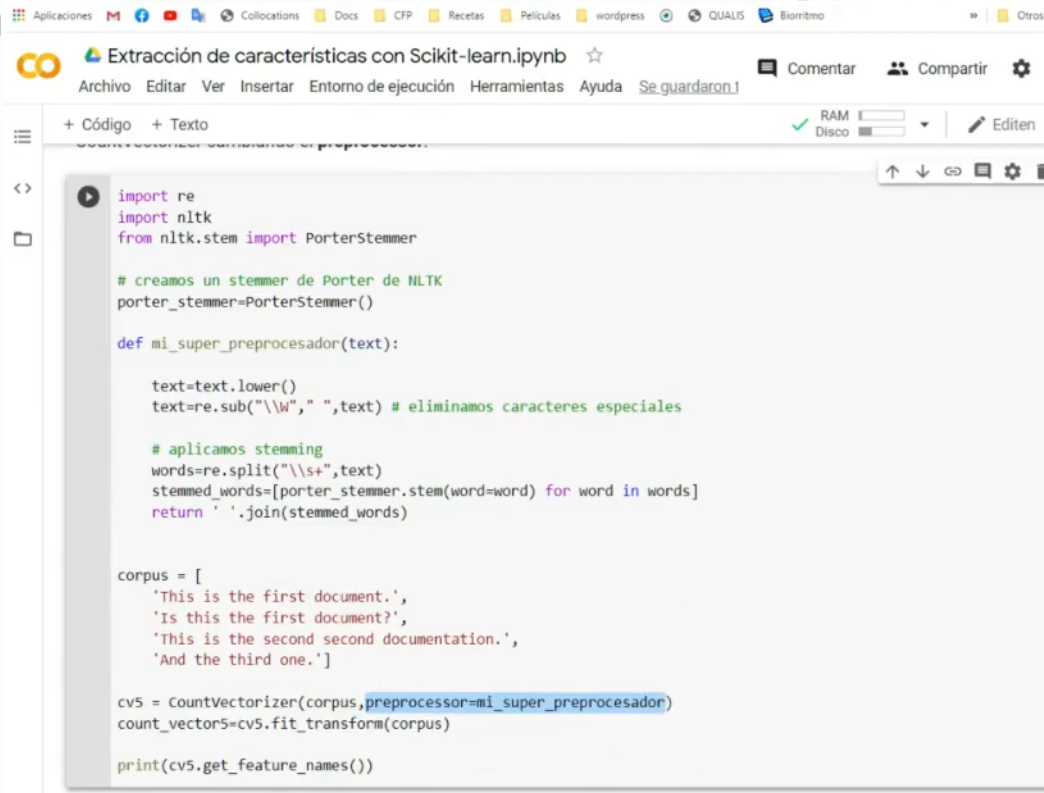 Aplicaciones Collocations Docs CFP Recetas Películas wordpress QUALIS Biorritmo » Otros
Extracción de características con Scikit-learn.ipynb
Comentar Compartir
Archivo Editar Ver Insertar Entorno de ejecución Herramientas Ayuda Se guardaron t
+ Código + Texto RAM Disco Editen
CountVectorizer cambiando el preprocessor.
import re
import nltk
from nltk.stem import PorterStemmer
# creamos un stemmer de Porter de NLTK
porter_stemmer=PorterStemmer()
def mi_super_preprocesador(text):
text=text.lower()
text=re.sub("\\W"," ",text) # eliminamos caracteres especiales
# aplicamos stemming
words=re.split("\\s+",text)
stemmed_words=[porter_stemmer.stem(word=word) for word in words]
return ' '.join(stemmed_words)
corpus = [
'This is the first document.',
'Is this the first document?',
'This is the second second documentation.',
'And the third one.']
cv5 = CountVectorizer(corpus,preprocessor=mi_super_preprocesador)
count_vector5=cv5.fit_transform(corpus)
print(cv5.get_feature_names())